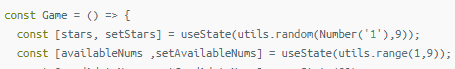 const Game = () => {
const [stars, setStars] = useState(utils.random(Number('1'),9));
const [availableNums ,setAvailableNums] = useState(utils.range(1,9));